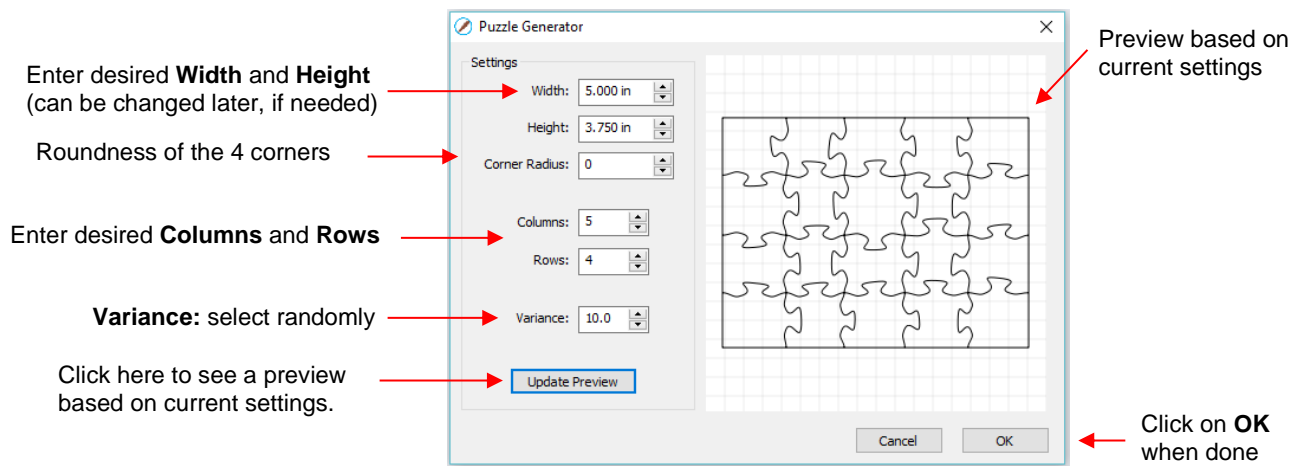 Puzzle Generator
Preview based on
current settings
Settings
Enter desired Width and Height
(can be changed later, if needed)
Width: 5.000 in
Height: 3.750 in
Roundness of the 4 corners
Corner Radius: 0
Columns: 5
Enter desired Columns and Rows
Rows: 4
Variance: select randomly
Variance: 10.0
Click here to see a preview
based on current settings.
Update Preview
Cancel
OK
Click on OK
when done